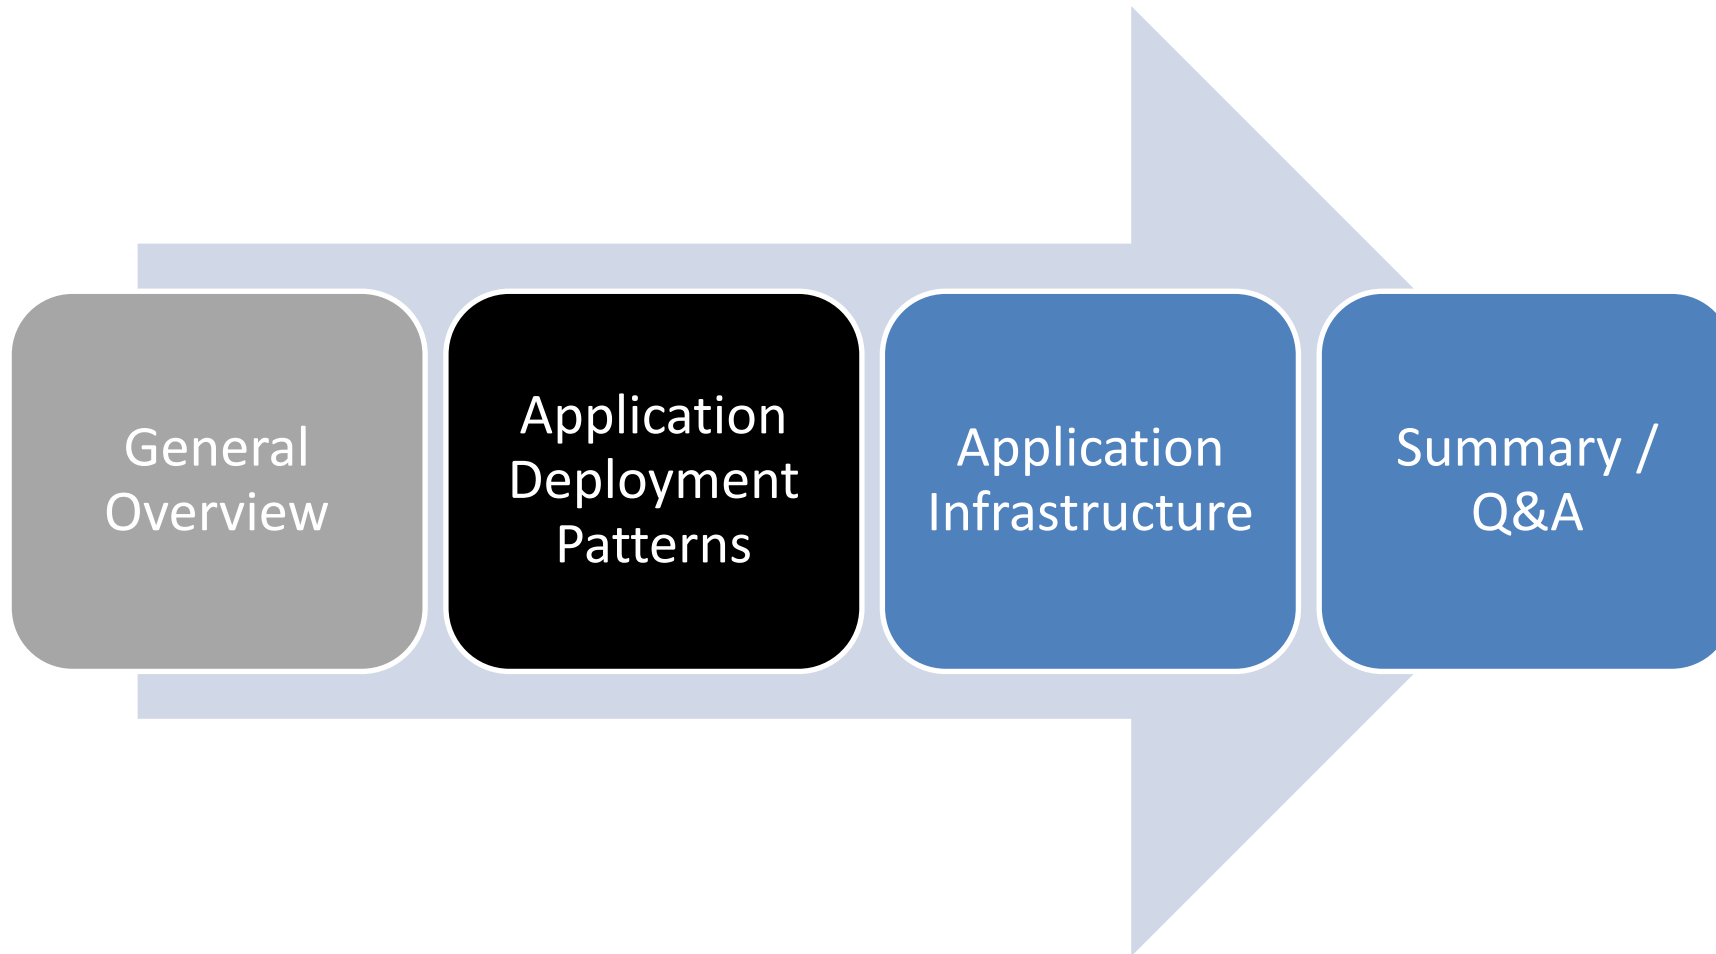 General
Overview
Application
Deployment
Patterns
Application
Infrastructure
Summary /
Q&A